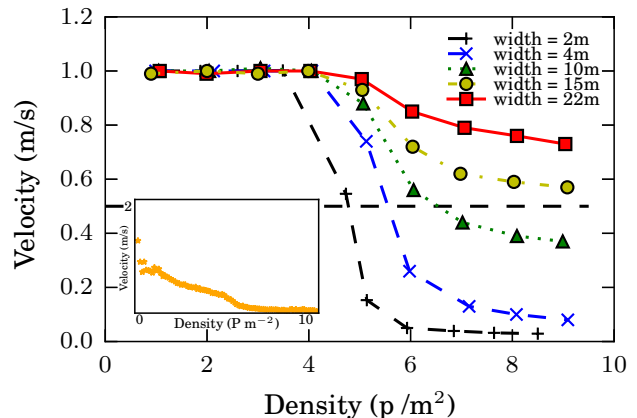 1.2
1.0
0.8
0.6
0.4
0.2
0.0
0
2
4
6
8
10
Velocity (m/s)
Density (p /m²)
width = 2m
width = 4m
width = 10m
width = 15m
width = 22m
2
Velocity (m/s)
0
10
Density (P m⁻²)